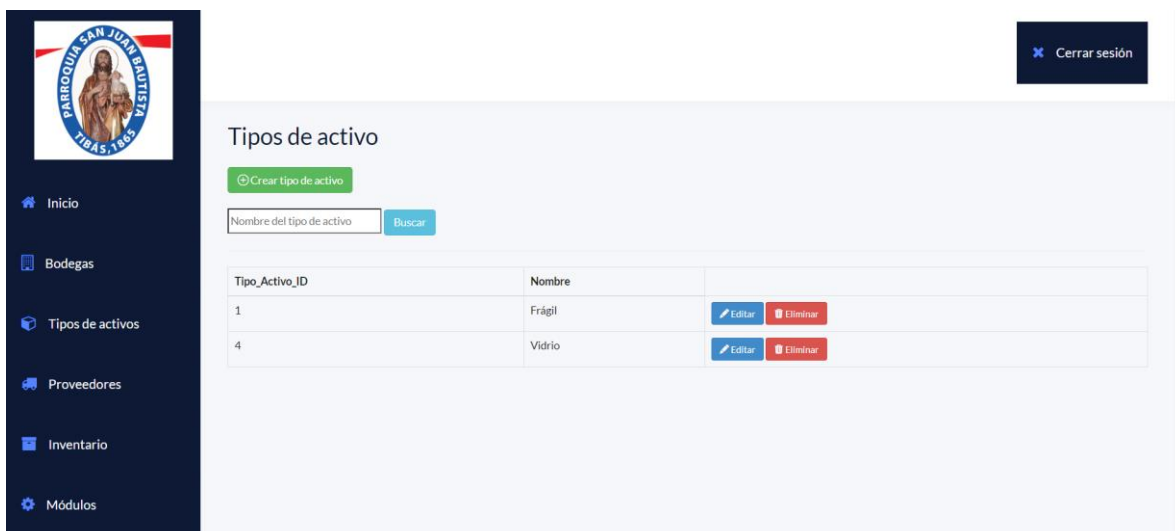 PARROQUIA SAN JUAN BAUTISTA
TIBÁS, 1865
Cerrar sesión
Inicio
Bodegas
Tipos de activos
Proveedores
Inventario
Módulos
Tipos de activo
Crear tipo de activo
Nombre del tipo de activo Buscar
Tipo_Activo_ID Nombre
1 Frágil Editar Eliminar
4 Vidrio Editar Eliminar